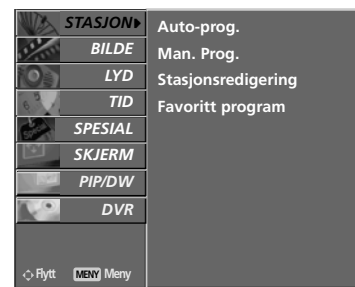 STASJON
BILDE
LYD
TID
SPESIAL
SKJERM
PIP/DW
DVR
Flytt MENY Meny
Auto-prog.
Man. Prog.
Stasjonsredigering
Favoritt program